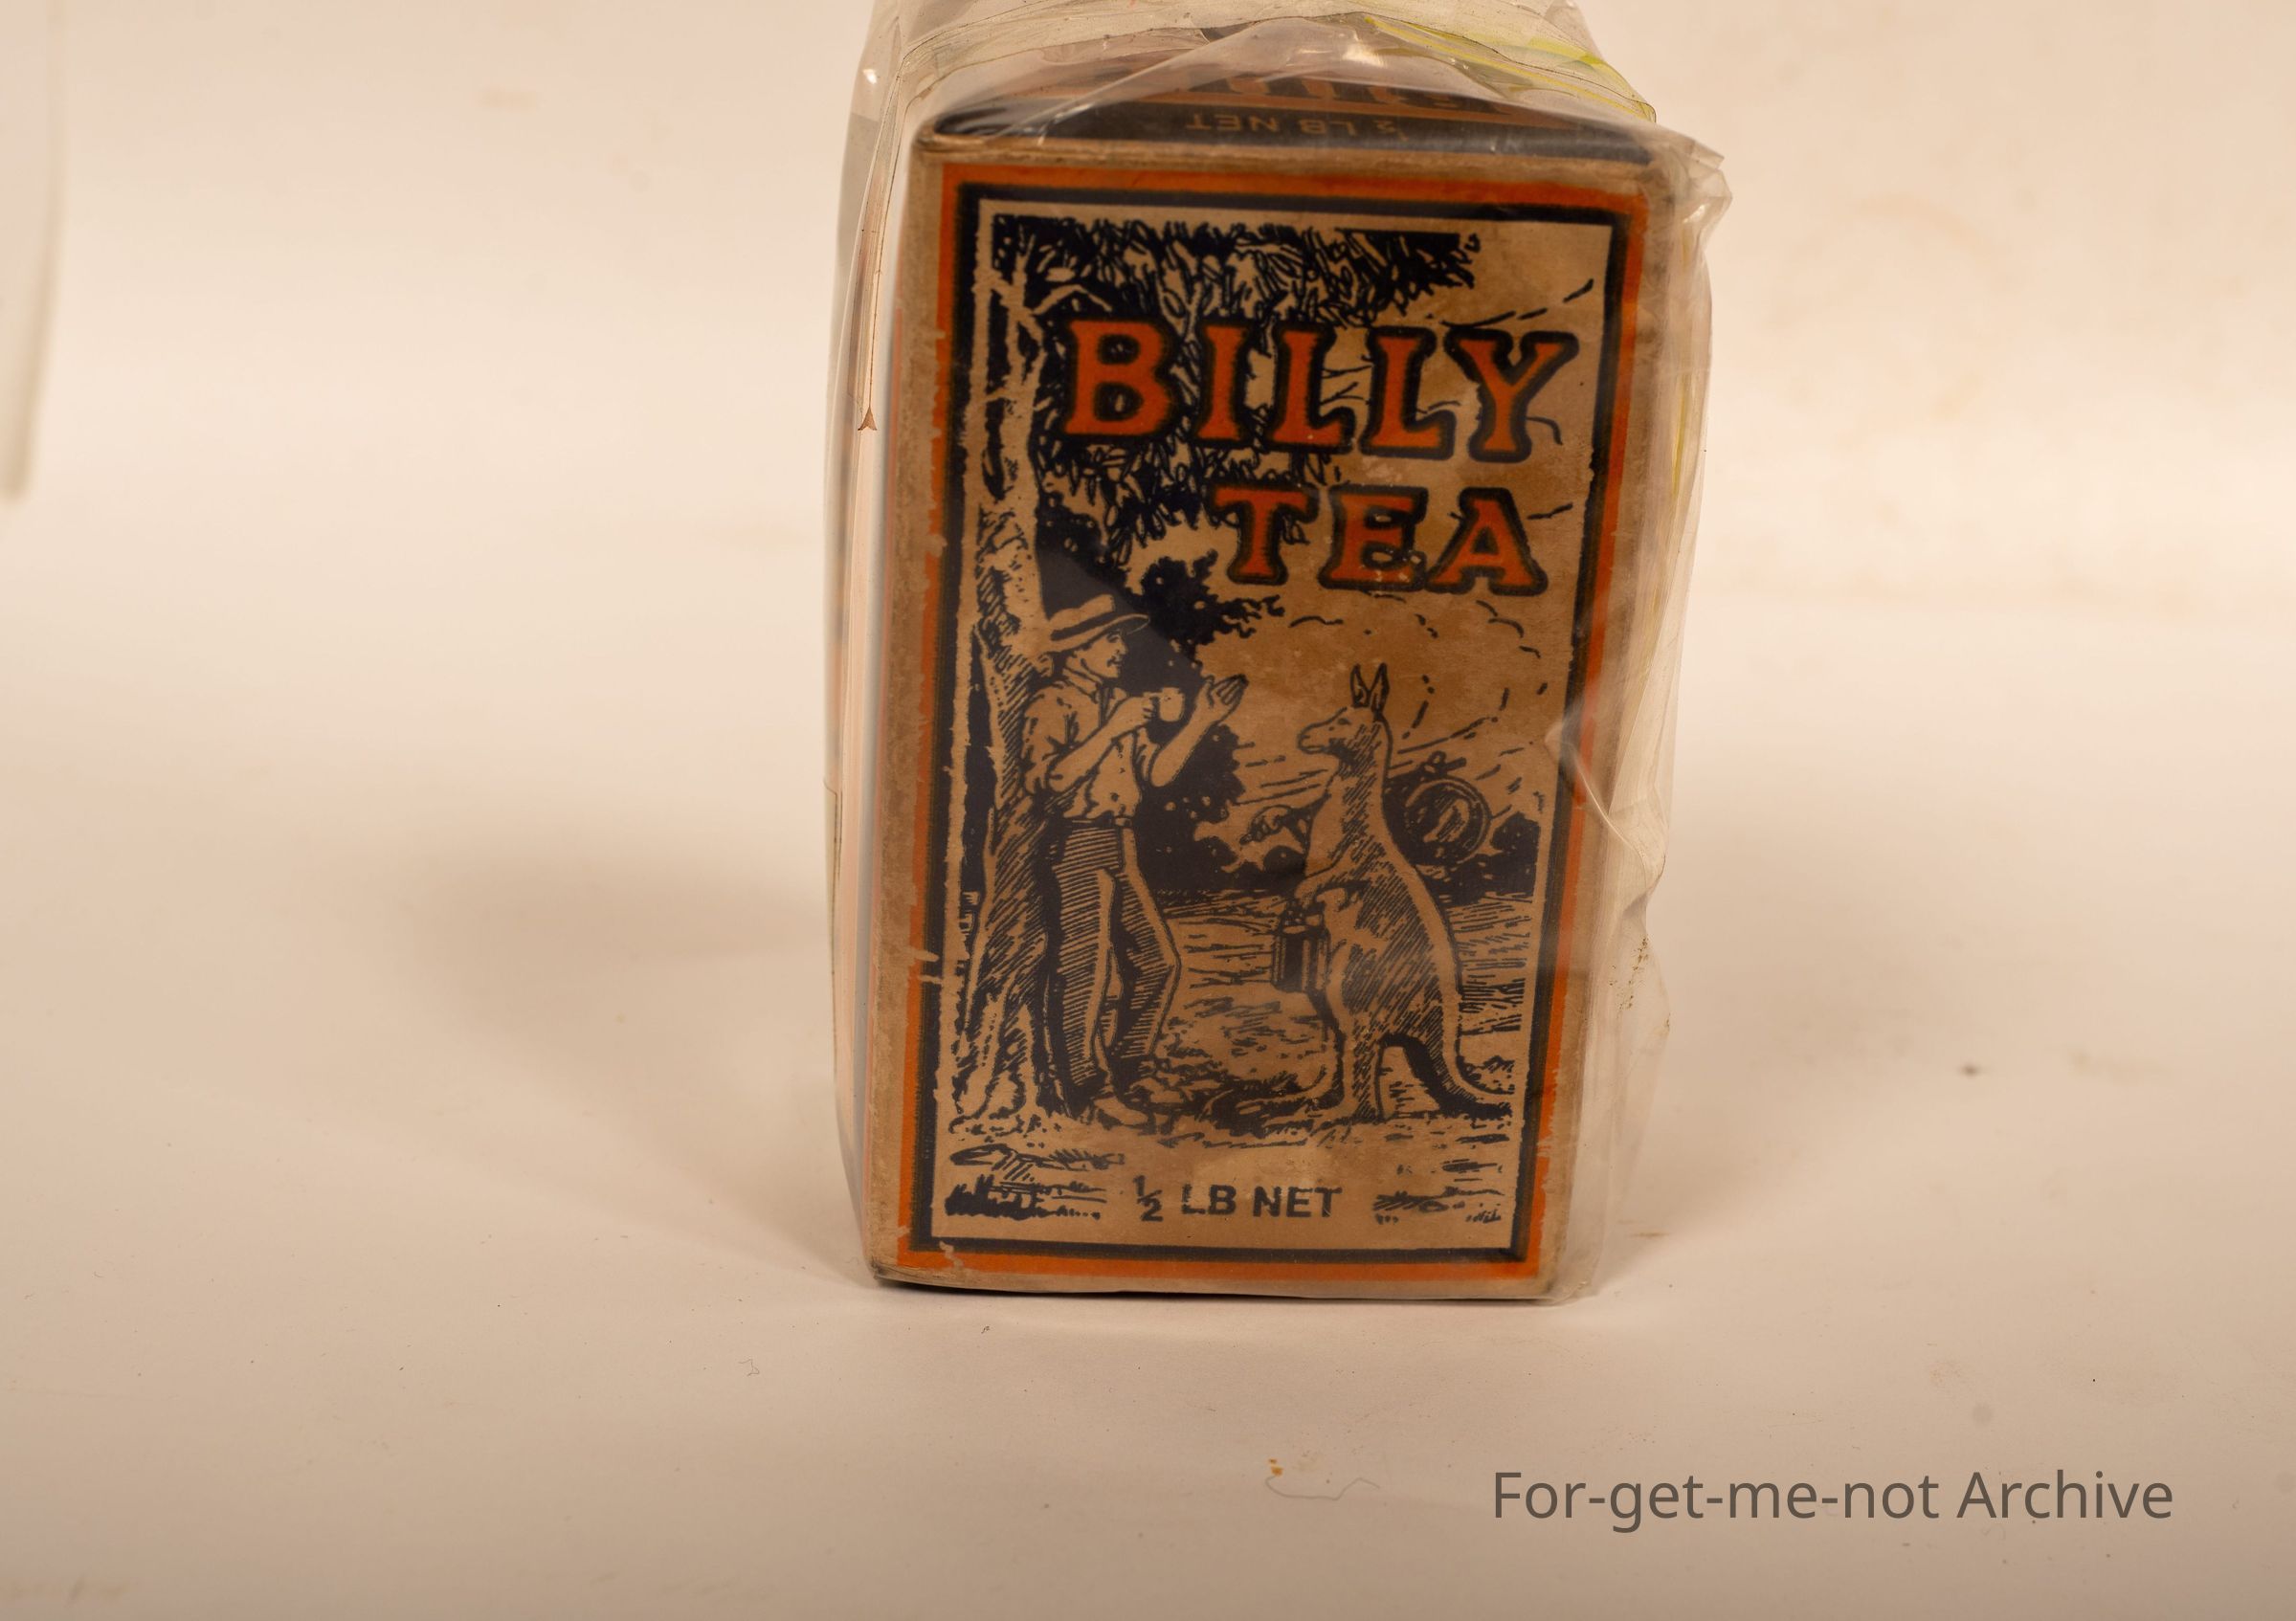 ½ LB NET
BILLY
TEA
½ LB NET
For-get-me-not Archive